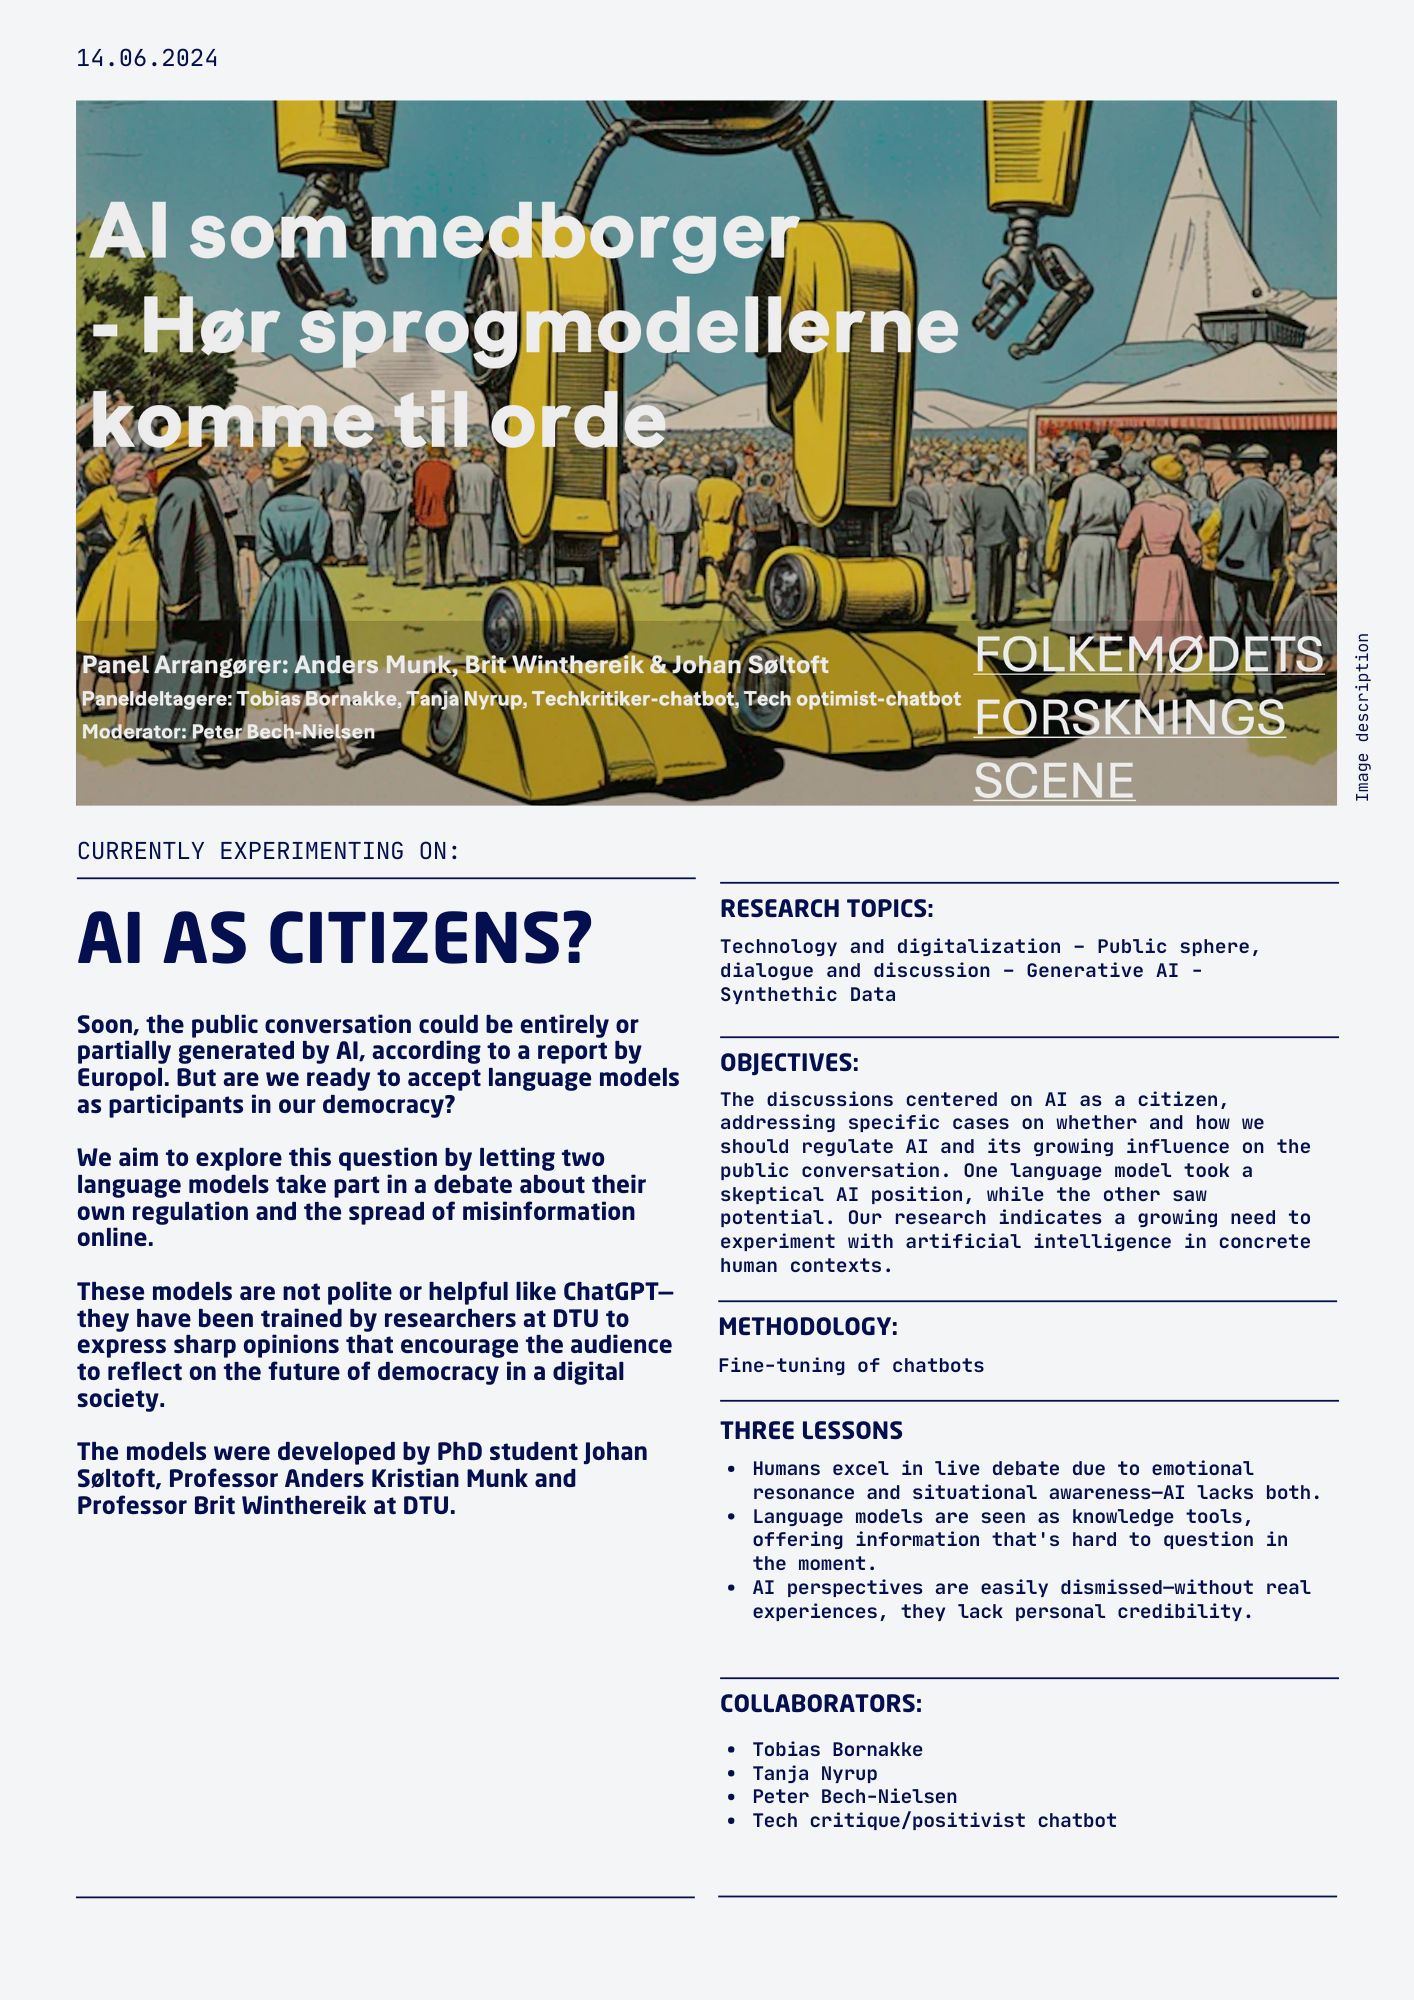 14.06.2024
AI som medborger
- Hør sprogmodellerne
komme til orde
Panel Arrangører: Anders Munk, Brit Winthereik & Johan Søltoft
Paneldeltagere: Tobias Bornakke, Tanja Nyrup, Techkritiker-chatbot, Tech optimist-chatbot
Moderator: Peter Bech-Nielsen
FOLKEMØDETS
FORSKNINGS
SCENE
Image description
CURRENTLY EXPERIMENTING ON:
AI AS CITIZENS?
Soon, the public conversation could be entirely or
partially generated by AI, according to a report by
Europol. But are we ready to accept language models
as participants in our democracy?
We aim to explore this question by letting two
language models take part in a debate about their
own regulation and the spread of misinformation
online.
These models are not polite or helpful like ChatGPT—
they have been trained by researchers at DTU to
express sharp opinions that encourage the audience
to reflect on the future of democracy in a digital
society.
The models were developed by PhD student Johan
Søltoft, Professor Anders Kristian Munk and
Professor Brit Winthereik at DTU.
RESEARCH TOPICS:
Technology and digitalization – Public sphere,
dialogue and discussion – Generative AI -
Synthethic Data
OBJECTIVES:
The discussions centered on AI as a citizen,
addressing specific cases on whether and how we
should regulate AI and its growing influence on the
public conversation. One language model took a
skeptical AI position, while the other saw
potential. Our research indicates a growing need to
experiment with artificial intelligence in concrete
human contexts.
METHODOLOGY:
Fine-tuning of chatbots
THREE LESSONS
• Humans excel in live debate due to emotional
resonance and situational awareness—AI lacks both.
• Language models are seen as knowledge tools,
offering information that's hard to question in
the moment.
• AI perspectives are easily dismissed—without real
experiences, they lack personal credibility.
COLLABORATORS:
• Tobias Bornakke
• Tanja Nyrup
• Peter Bech-Nielsen
• Tech critique/positivist chatbot